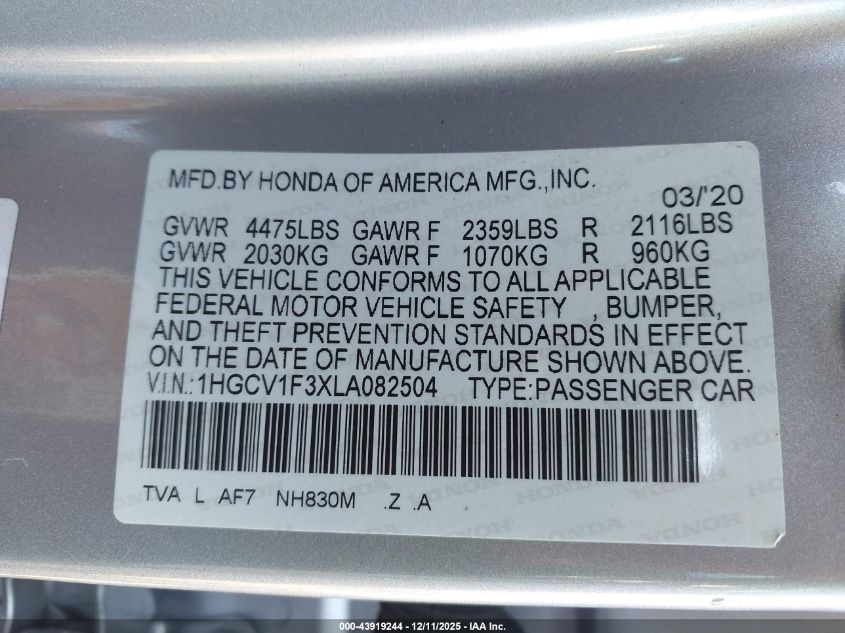 MFD.BY HONDA OF AMERICA MFG.,INC.
03/'20
GVWR 4475LBS GAWR F 2359LBS R 2116LBS
GVWR 2030KG GAWR F 1070KG R 960KG
THIS VEHICLE CONFORMS TO ALL APPLICABLE
FEDERAL MOTOR VEHICLE SAFETY , BUMPER,
AND THEFT PREVENTION STANDARDS IN EFFECT
ON THE DATE OF MANUFACTURE SHOWN ABOVE.
V.I.N.:1HGCV1F3XLA082504 TYPE:PASSENGER CAR
TVA L AF7 NH830M .Z .A
000-43919244 - 12/11/2025 - IAA Inc.